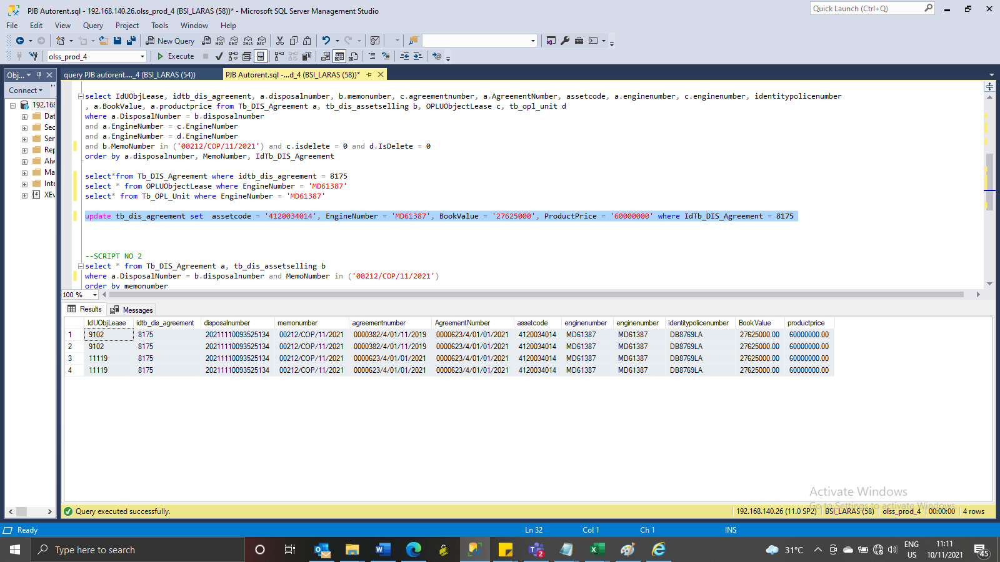 PJB Autorent.sql - 192.168.140.26.olss_prod_4 (BSI_LARAS (58))* - Microsoft SQL Server Management Studio
Quick Launch (Ctrl+Q)
File Edit View Query Project Tools Window Help
New Query MDX DMX XMLA DAX
olss_prod_4 Execute
Obj...
query PJB autorent...._4 (BSI_LARAS (54))
PJB Autorent.sql -...d_4 (BSI_LARAS (58))*
Connect
192.168
Dat
Sec
Ser
Rep
Alw
Ma
Inte
XEv
select IdUObjLease, idtb_dis_agreement, a.disposalnumber, b.memonumber, c.agreementnumber, a.AgreementNumber, assetcode, a.enginenumber, c.enginenumber, identitypolicenumber
, a.BookValue, a.productprice from Tb_DIS_Agreement a, tb_dis_assetselling b, OPLUObjectLease c, tb_opl_unit d
where a.DisposalNumber = b.disposalnumber
and a.EngineNumber = c.EngineNumber
and a.EngineNumber = d.EngineNumber
and b.MemoNumber in ('00212/COP/11/2021') and c.isdelete = 0 and d.IsDelete = 0
order by a.disposalnumber, MemoNumber, IdTb_DIS_Agreement
select*from Tb_DIS_Agreement where idtb_dis_agreement = 8175
select * from OPLUObjectLease where EngineNumber = 'MD61387'
select* from Tb_OPL_Unit where EngineNumber = 'MD61387'
update tb_dis_agreement set assetcode = '4120034014', EngineNumber = 'MD61387', BookValue = '27625000', ProductPrice = '60000000' where IdTb_DIS_Agreement = 8175
--SCRIPT NO 2
select * from Tb_DIS_Agreement a, tb_dis_assetselling b
where a.DisposalNumber = b.disposalnumber and MemoNumber in ('00212/COP/11/2021')
order by memonumber
100 %
Results Messages
IdUObjLease idtb_dis_agreement disposalnumber memonumber agreementnumber AgreementNumber assetcode enginenumber enginenumber identitypolicenumber BookValue productprice
1 9102 8175 20211110093525134 00212/COP/11/2021 0000382/4/01/11/2019 0000623/4/01/01/2021 4120034014 MD61387 MD61387 DB8769LA 27625000.00 60000000.00
2 9102 8175 20211110093525134 00212/COP/11/2021 0000382/4/01/11/2019 0000623/4/01/01/2021 4120034014 MD61387 MD61387 DB8769LA 27625000.00 60000000.00
3 11119 8175 20211110093525134 00212/COP/11/2021 0000623/4/01/01/2021 0000623/4/01/01/2021 4120034014 MD61387 MD61387 DB8769LA 27625000.00 60000000.00
4 11119 8175 20211110093525134 00212/COP/11/2021 0000623/4/01/01/2021 0000623/4/01/01/2021 4120034014 MD61387 MD61387 DB8769LA 27625000.00 60000000.00
Activate Windows
Go to Settings to activate Windows.
Query executed successfully. 192.168.140.26 (11.0 SP2) BSI_LARAS (58) olss_prod_4 00:00:00 4 rows
Ready Ln 32 Col 1 Ch 1 INS
Type here to search
2
31°C
ENG
US
11:11
10/11/2021
45